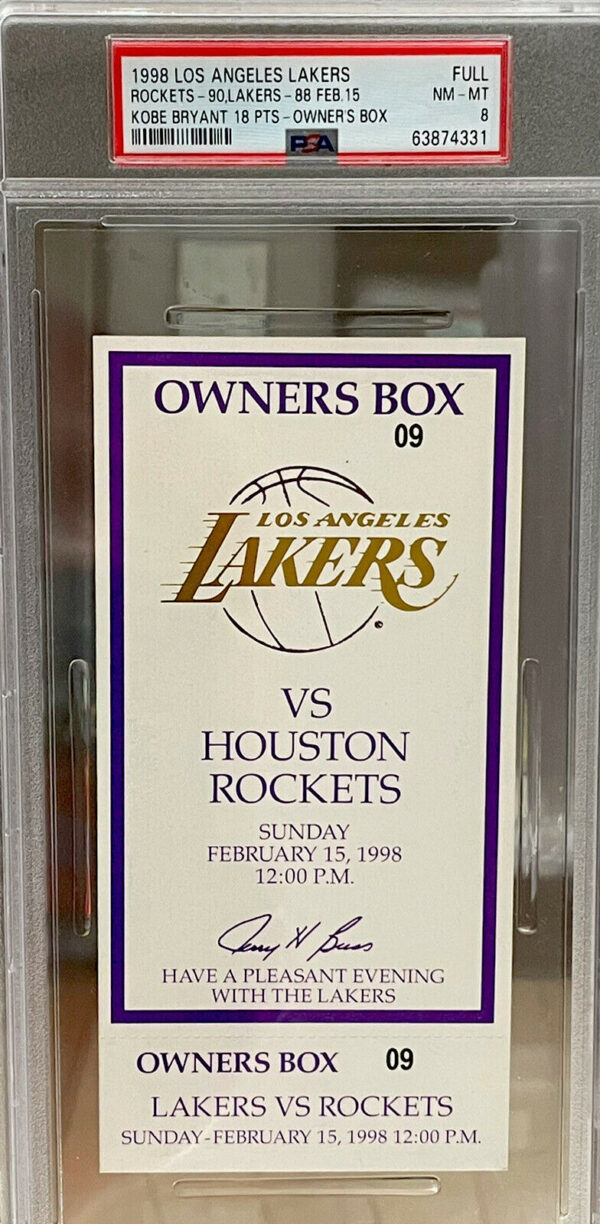 1998 LOS ANGELES LAKERS FULL
ROCKETS-90,LAKERS-88 FEB.15 NM-MT
KOBE BRYANT 18 PTS-OWNER'S BOX 8
PSA 63874331
OWNERS BOX
09
LOS ANGELES
LAKERS
VS
HOUSTON
ROCKETS
SUNDAY
FEBRUARY 15, 1998
12:00 P.M.
Jerry H Buss
HAVE A PLEASANT EVENING
WITH THE LAKERS
OWNERS BOX 09
LAKERS VS ROCKETS
SUNDAY-FEBRUARY 15, 1998 12:00 P.M.